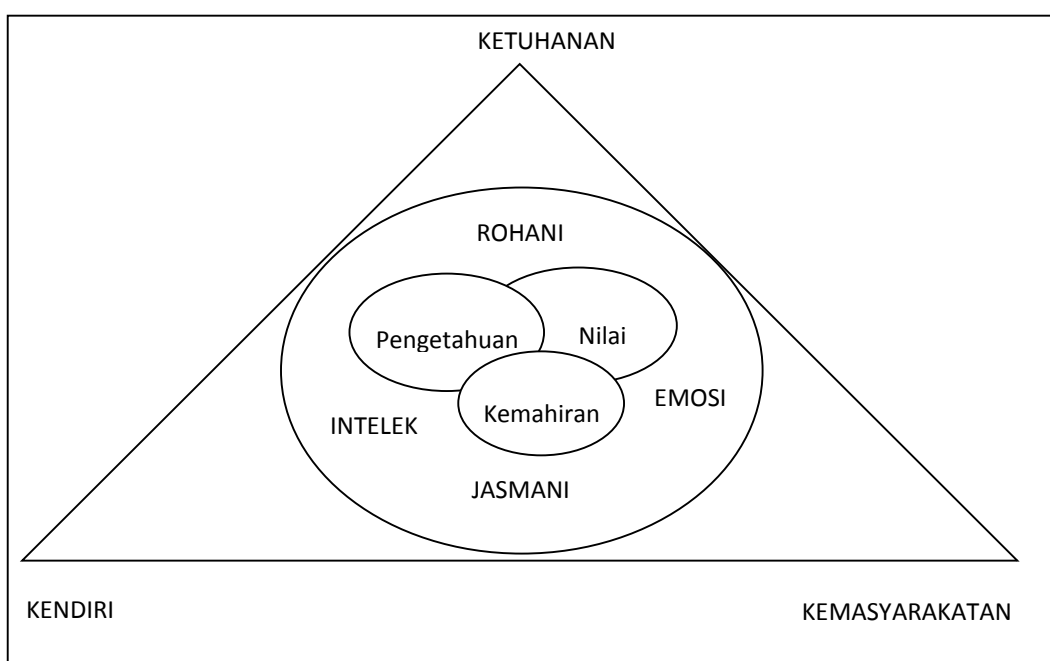 KETUHANAN
ROHANI
Pengetahuan
Nilai
Kemahiran
EMOSI
INTELEK
JASMANI
KENDIRI
KEMASYARAKATAN